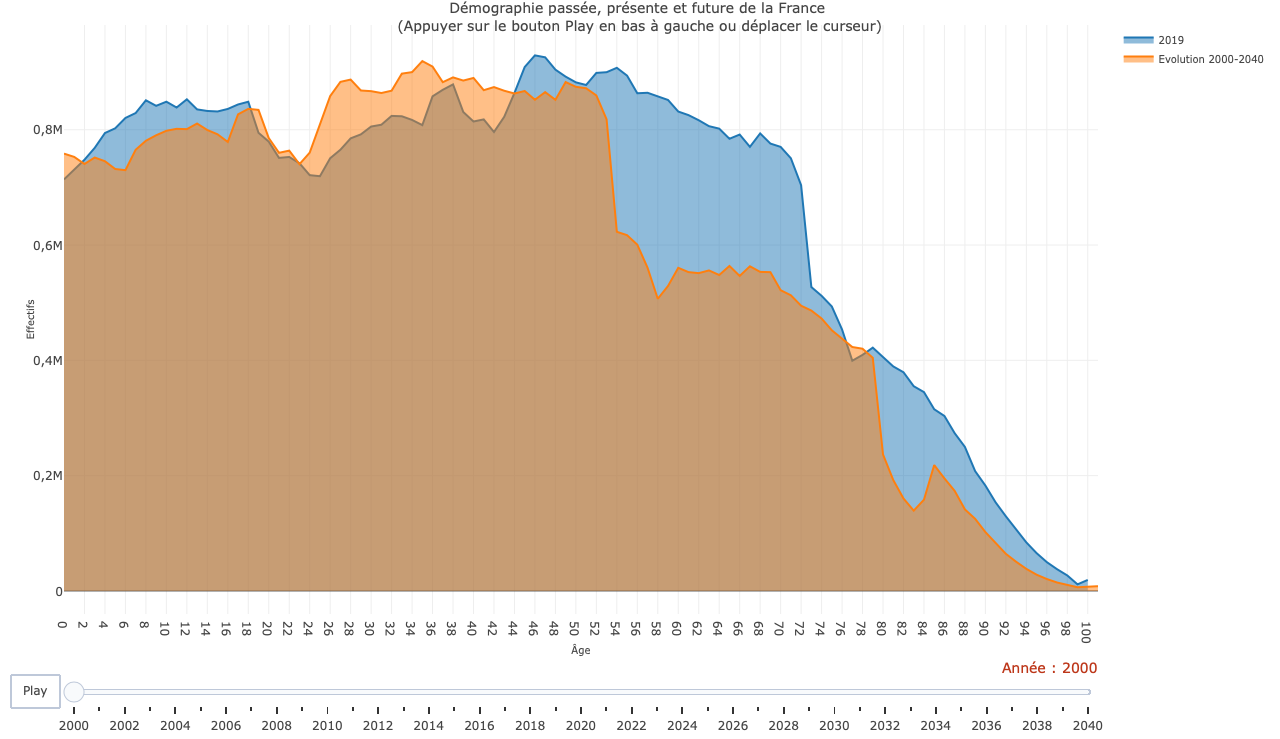 Démographie passée, présente et future de la France
(Appuyer sur le bouton Play en bas à gauche ou déplacer le curseur)
2019
Evolution 2000-2040
0,8M
0,6M
0,4M
0,2M
0
Effectifs
0 2 4 6 8 10 12 14 16 18 20 22 24 26 28 30 32 34 36 38 40 42 44 46 48 50 52 54 56 58 60 62 64 66 68 70 72 74 76 78 80 82 84 86 88 90 92 94 96 98 100
Âge
Année : 2000
Play
2000 2002 2004 2006 2008 2010 2012 2014 2016 2018 2020 2022 2024 2026 2028 2030 2032 2034 2036 2038 2040